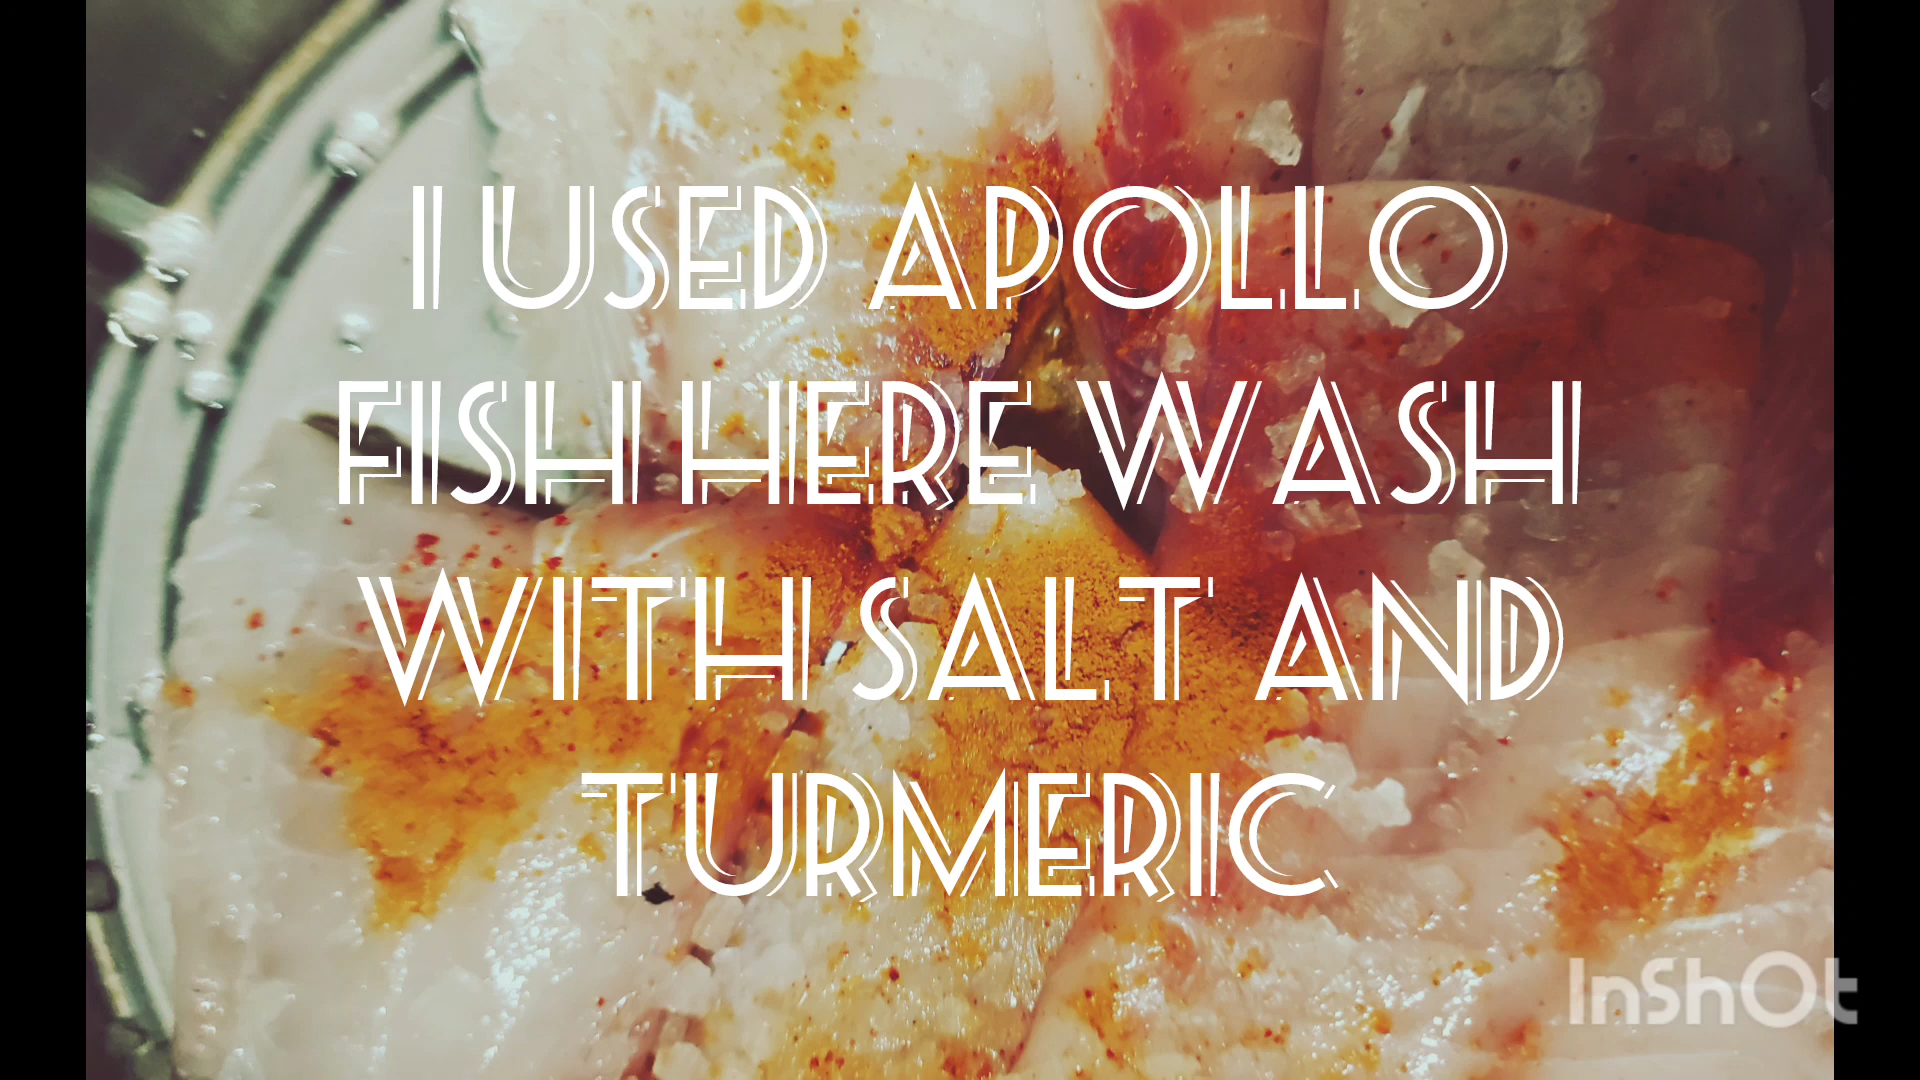 I USED APOLLO
FISH HERE WASH
WITH SALT AND
TURMERIC
InShOt